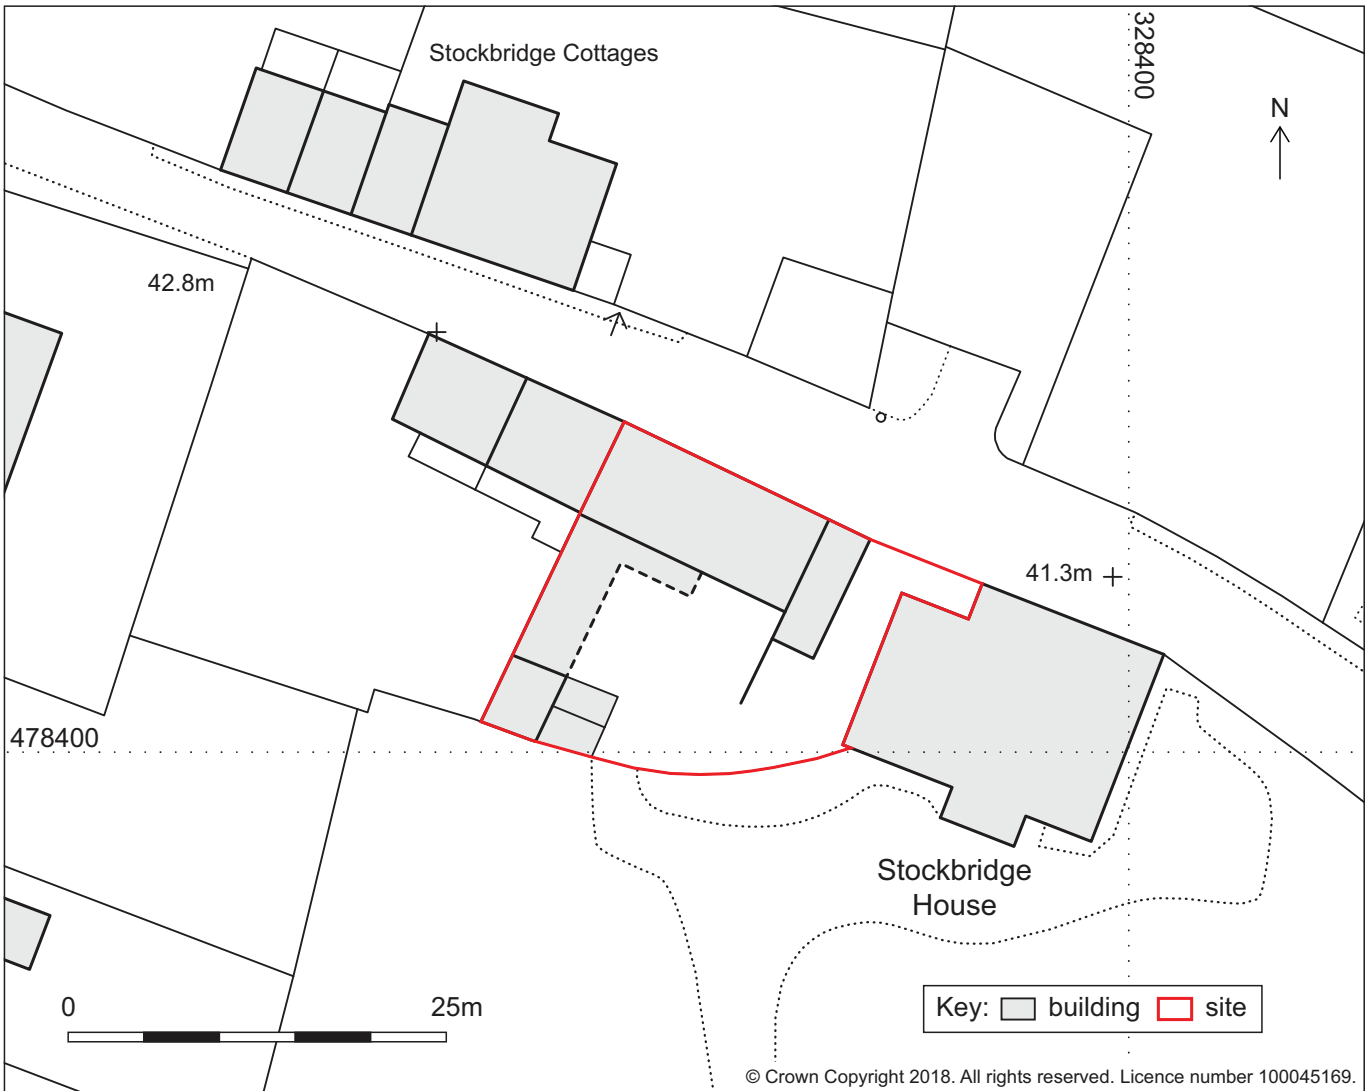 Stockbridge Cottages
328400
N
42.8m
41.3m
478400
Stockbridge
House
0 25m
Key: building site
© Crown Copyright 2018. All rights reserved. Licence number 100045169.